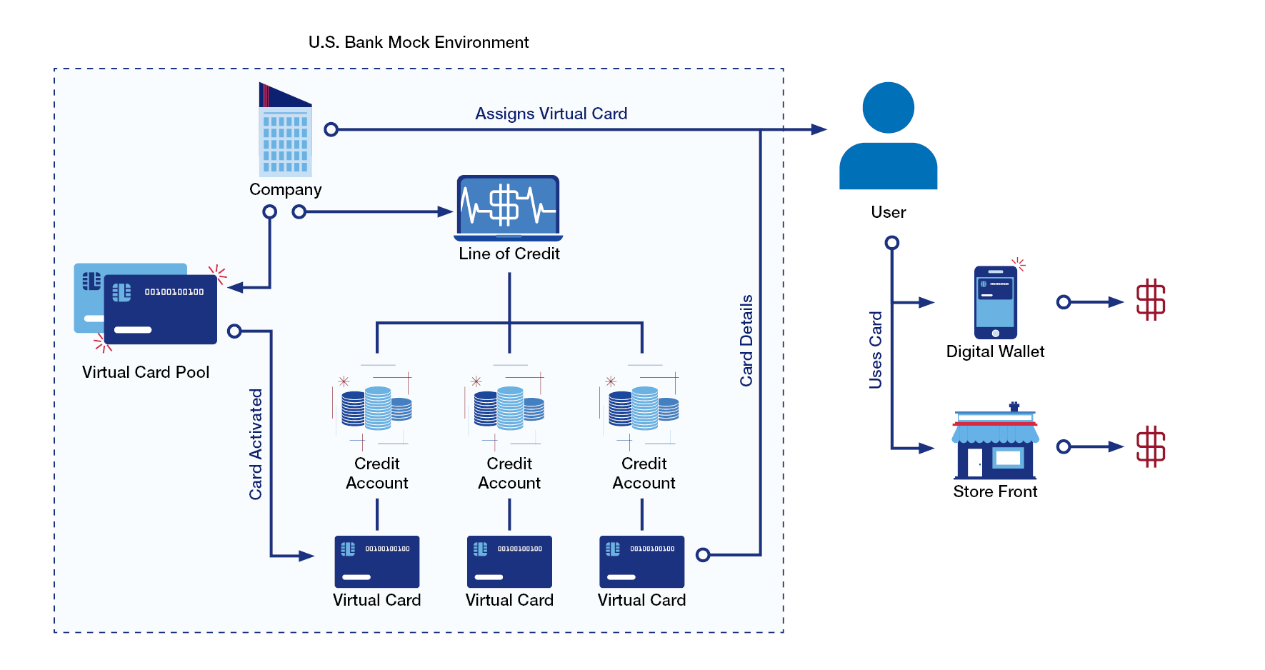 U.S. Bank Mock Environment
Assigns Virtual Card
Company
User
Line of Credit
00100100100
Virtual Card Pool
Card Activated
Card Details
Uses Card
Digital Wallet
Credit
Account
Credit
Account
Credit
Account
Store Front
00100100100
00100100100
00100100100
Virtual Card
Virtual Card
Virtual Card